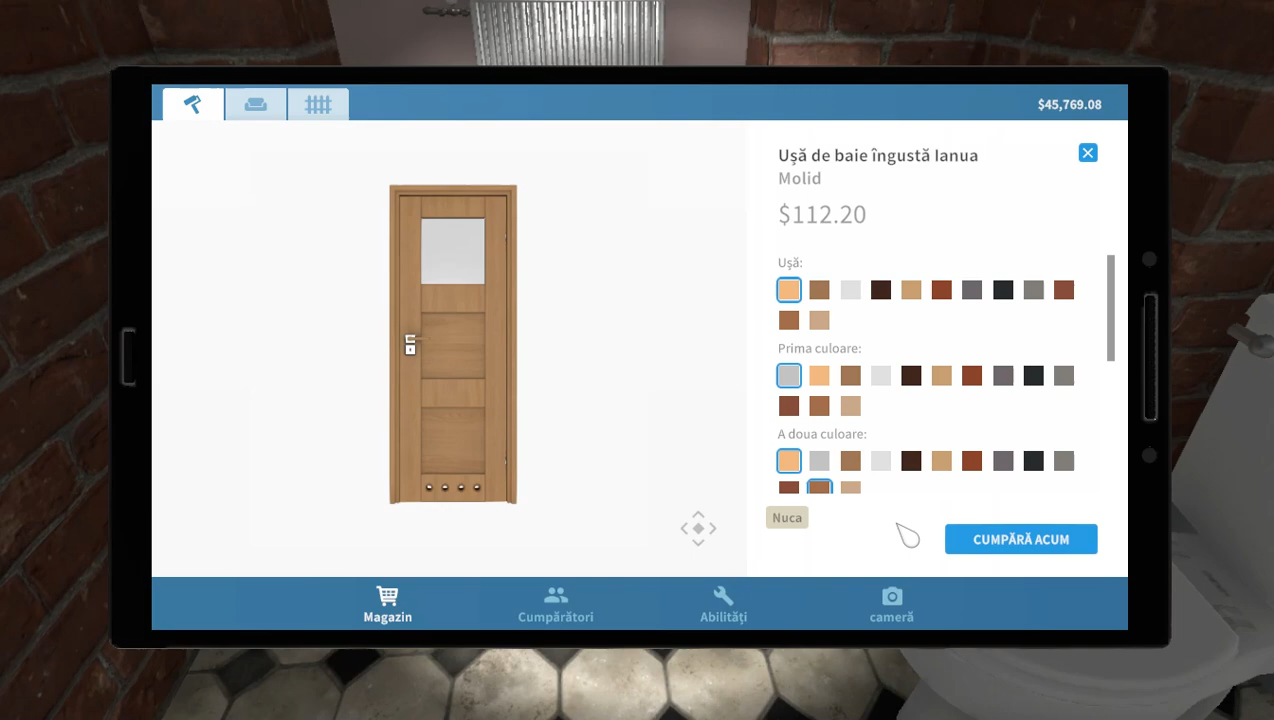 $45,769.08
Ușă de baie îngustă Ianua
Molid
$112.20
Ușă:
Prima culoare:
A doua culoare:
Nuca
CUMPĂRĂ ACUM
Magazin
Cumpărători
Abilități
cameră